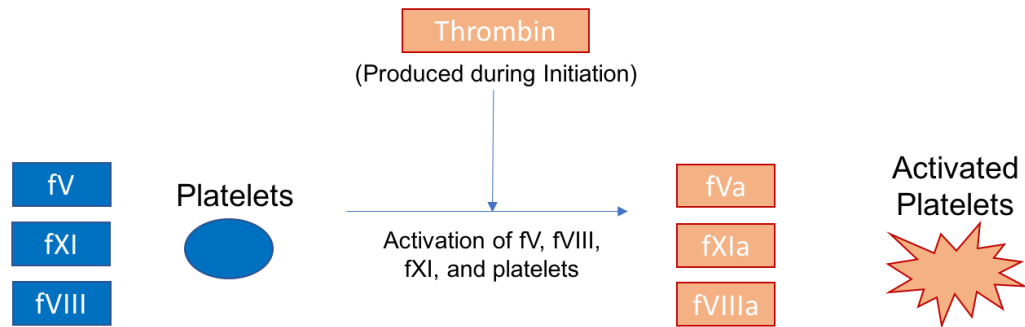 Thrombin
(Produced during Initiation)
fV
fXI
fVIII
Platelets
Activation of fV, fVIII,
fXI, and platelets
fVa
fXIa
fVIIIa
Activated
Platelets